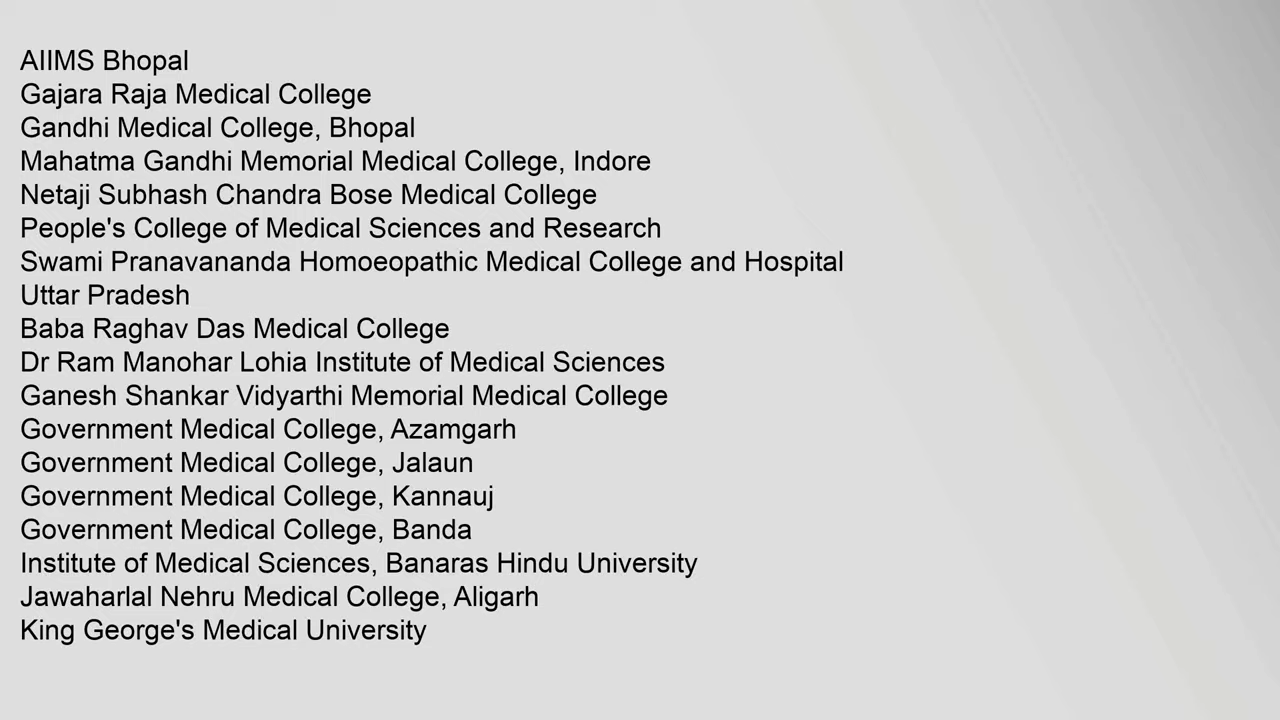 AIIMS Bhopal
Gajara Raja Medical College
Gandhi Medical College, Bhopal
Mahatma Gandhi Memorial Medical College, Indore
Netaji Subhash Chandra Bose Medical College
People's College of Medical Sciences and Research
Swami Pranavananda Homoeopathic Medical College and Hospital
Uttar Pradesh
Baba Raghav Das Medical College
Dr Ram Manohar Lohia Institute of Medical Sciences
Ganesh Shankar Vidyarthi Memorial Medical College
Government Medical College, Azamgarh
Government Medical College, Jalaun
Government Medical College, Kannauj
Government Medical College, Banda
Institute of Medical Sciences, Banaras Hindu University
Jawaharlal Nehru Medical College, Aligarh
King George's Medical University